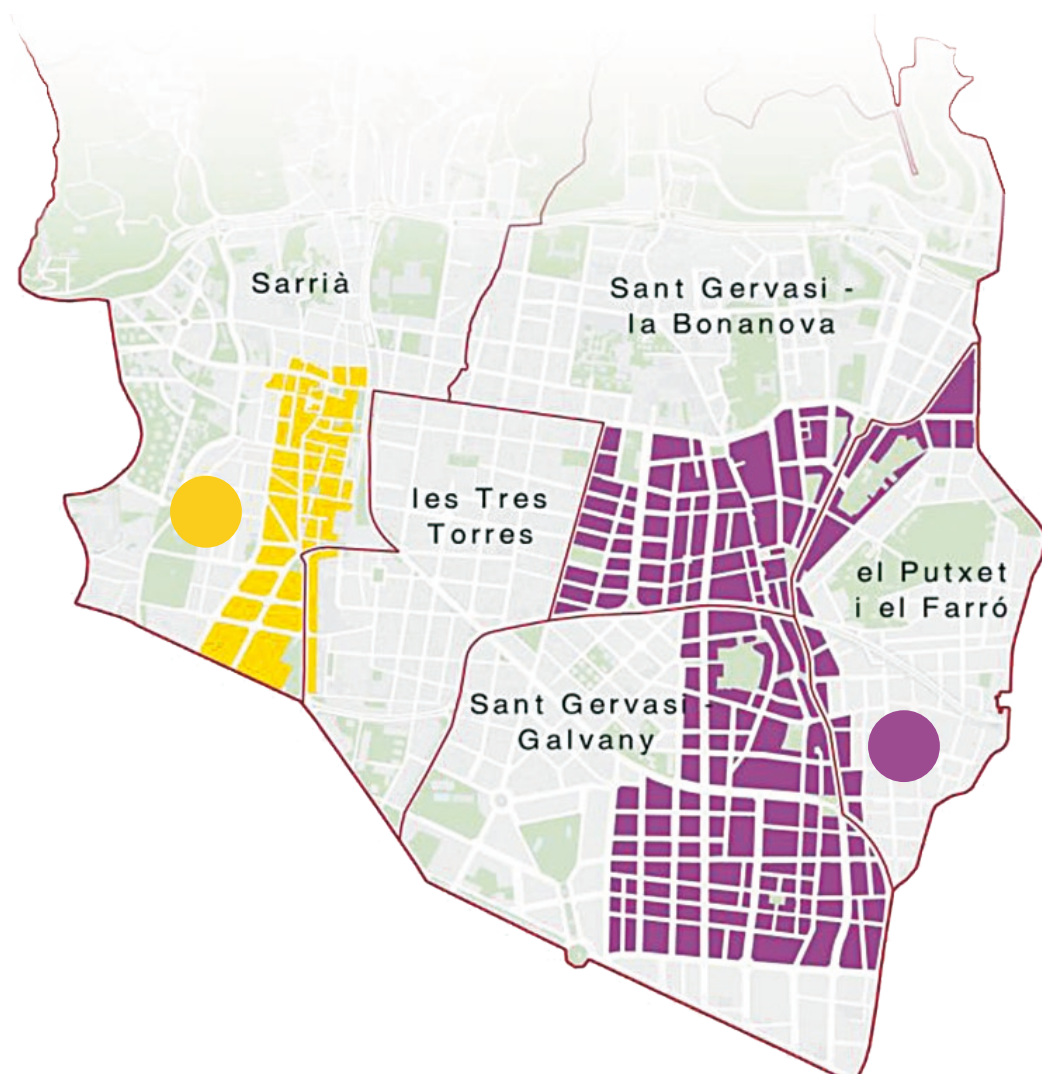 Sarrià
Sant Gervasi -
la Bonanova
les Tres
Torres
el Putxet
i el Farró
Sant Gervasi -
Galvany